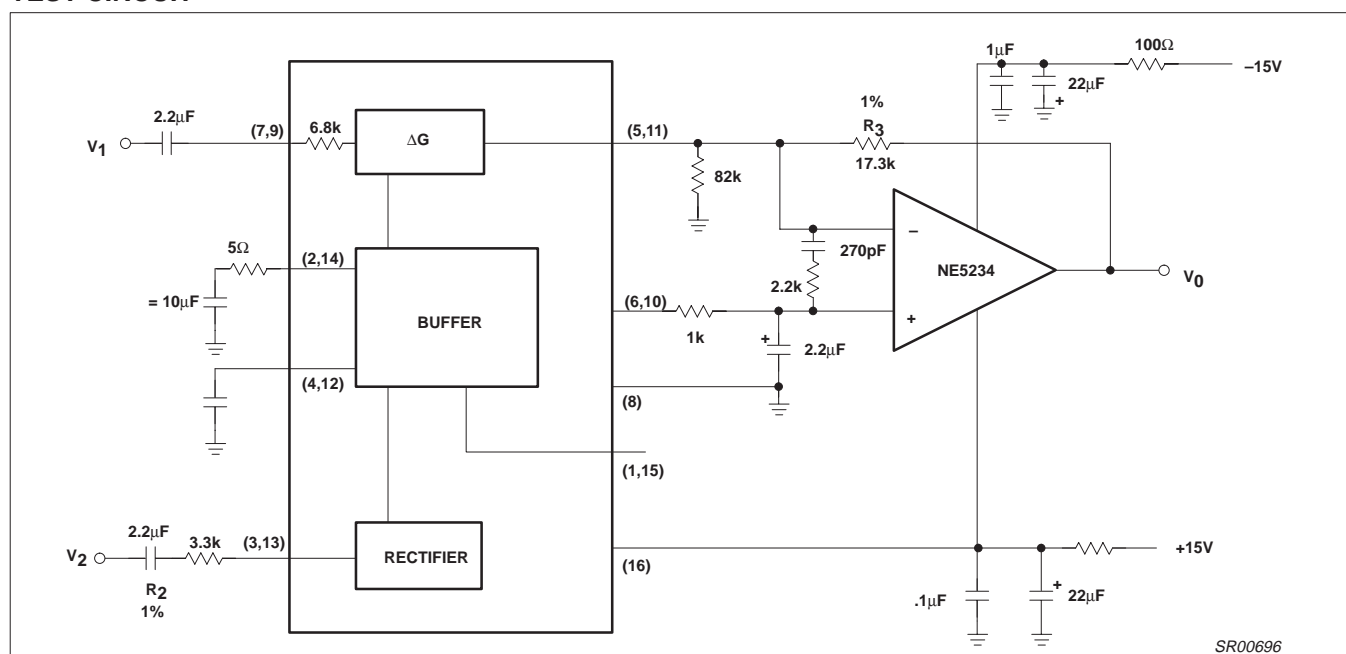 1μF
100Ω
–15V
22μF
+
2.2μF
V1
(7,9)
6.8k
ΔG
(5,11)
1%
R3
17.3k
82k
5Ω
(2,14)
= 10μF
BUFFER
270pF
2.2k
–
NE5234
+
V0
(6,10)
1k
+
2.2μF
(4,12)
(8)
(1,15)
2.2μF
3.3k
(3,13)
V2
R2
1%
RECTIFIER
(16)
+15V
.1μF
+
22μF
SR00696